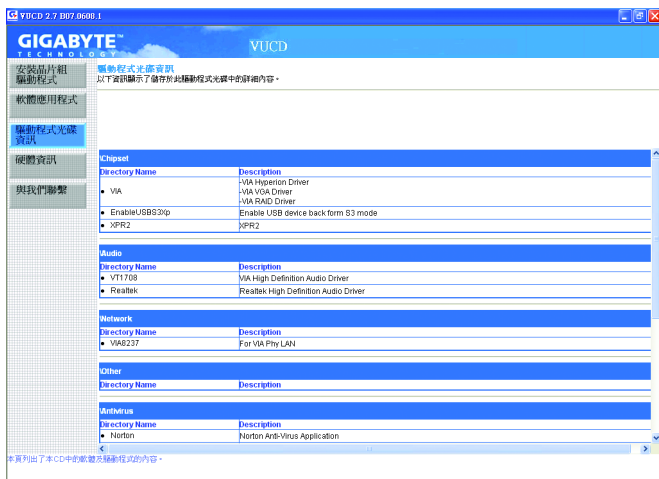 VUCD 2.7 B07.0608.1
GIGABYTE™
TECHNOLOGY
VUCD
安裝晶片組
驅動程式
軟體應用程式
驅動程式光碟
資訊
硬體資訊
與我們聯繫
驅動程式光碟資訊
以下資訊顯示了儲存於此驅動程式光碟中的詳細內容。
\Chipset
Directory Name Description
• VIA
-VIA Hyperion Driver
-VIA VGA Driver
-VIA RAID Driver
• EnableUSBS3Xp Enable USB device back form S3 mode
• XPR2 XPR2
\Audio
Directory Name Description
• VT1708 VIA High Definition Audio Driver
• Realtek Realtek High Definition Audio Driver
\Network
Directory Name Description
• VIA8237 For VIA Phy LAN
\Other
Directory Name Description
\Antivirus
Directory Name Description
• Norton Norton Anti-Virus Application
本頁列出了本CD中的軟體及驅動程式的內容。